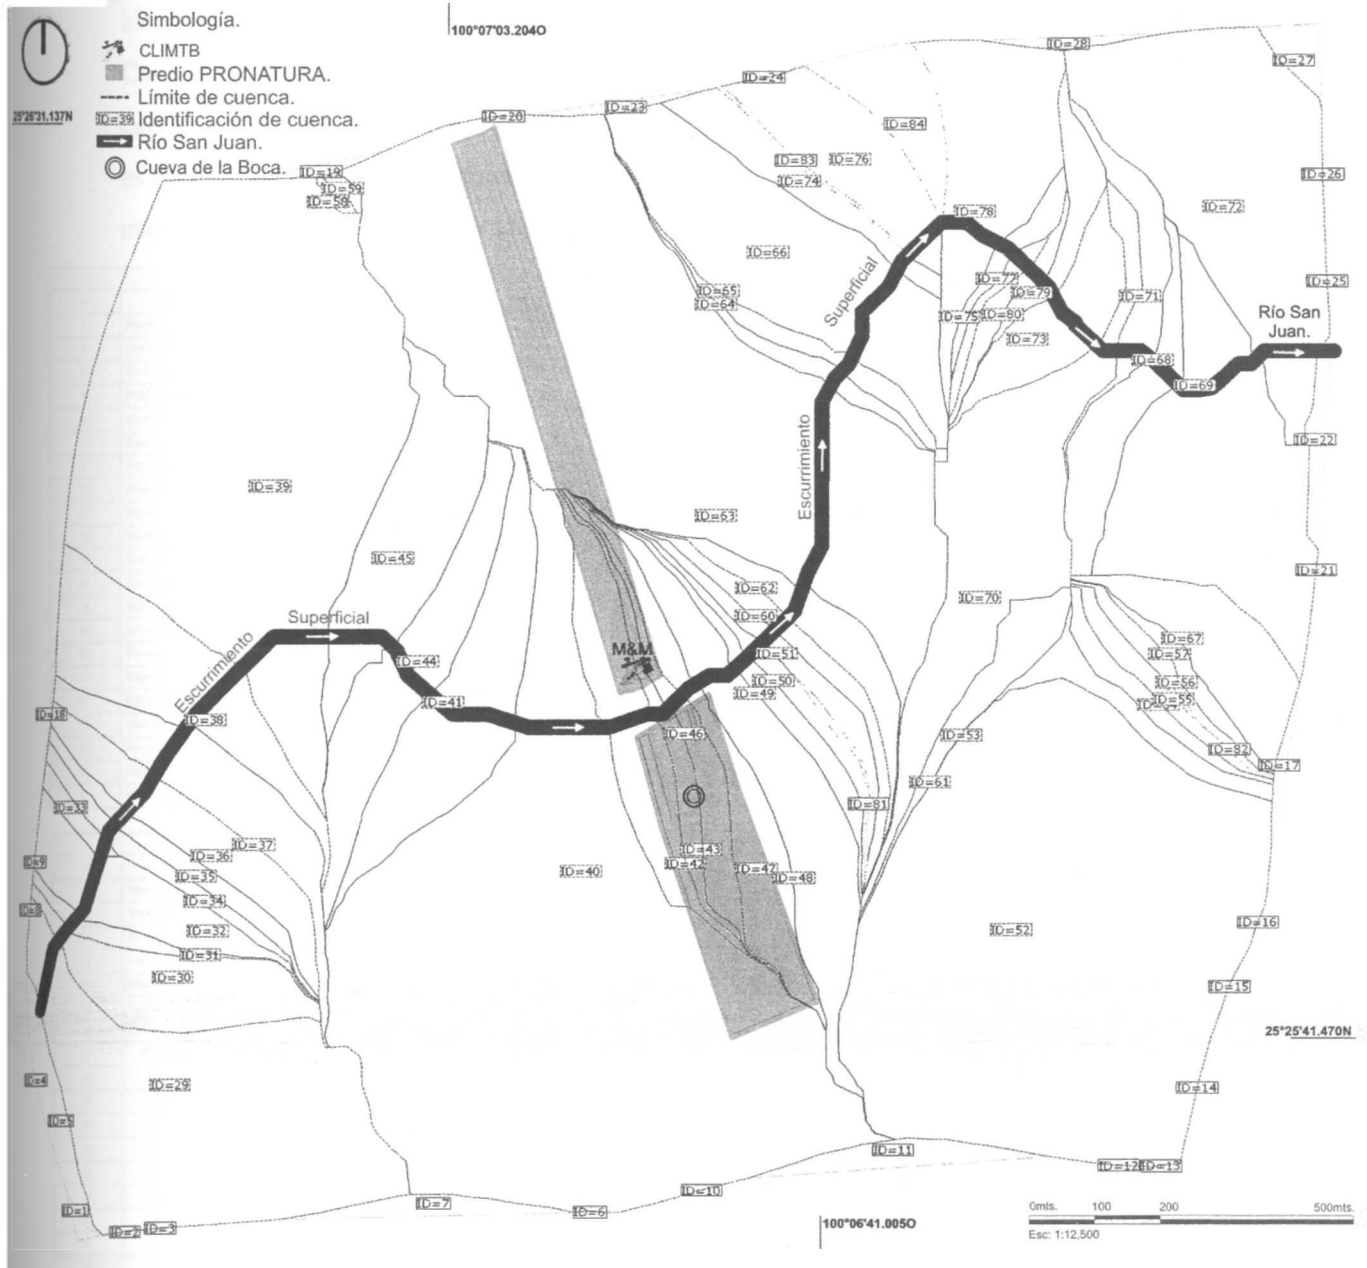 Simbología.
CLIMTB
Predio PRONATURA.
Límite de cuenca.
ID=39 Identificación de cuenca.
Río San Juan.
Cueva de la Boca.
100°07'03.204O
25°26'31.137N
ID=28
ID=27
ID=24
ID=23
ID=20
ID=84
ID=83
ID=76
ID=74
ID=19
ID=59
ID=58
ID=26
ID=72
ID=78
ID=66
ID=65
ID=64
Superficial
ID=77
ID=79
ID=71
ID=25
ID=75
ID=80
ID=73
Río San
Juan.
ID=68
ID=69
ID=22
Escurrimiento
ID=39
ID=63
ID=45
ID=21
ID=62
ID=60
ID=70
Superficial
Escurrimiento
ID=44
M&M
ID=51
ID=67
ID=57
ID=50
ID=49
ID=56
ID=55
ID=41
ID=18
ID=38
ID=46
ID=53
ID=82
ID=17
ID=61
ID=33
ID=81
ID=37
ID=36
ID=43
ID=42
ID=9
ID=35
ID=40
ID=47
ID=48
ID=34
ID=8
ID=32
ID=52
ID=16
ID=31
ID=30
ID=15
25°25'41.470N
ID=4
ID=29
ID=14
ID=5
ID=11
ID=12
ID=13
ID=10
ID=7
ID=6
ID=1
ID=2
ID=3
100°06'41.005O
0mts. 100 200 500mts.
Esc: 1:12,500